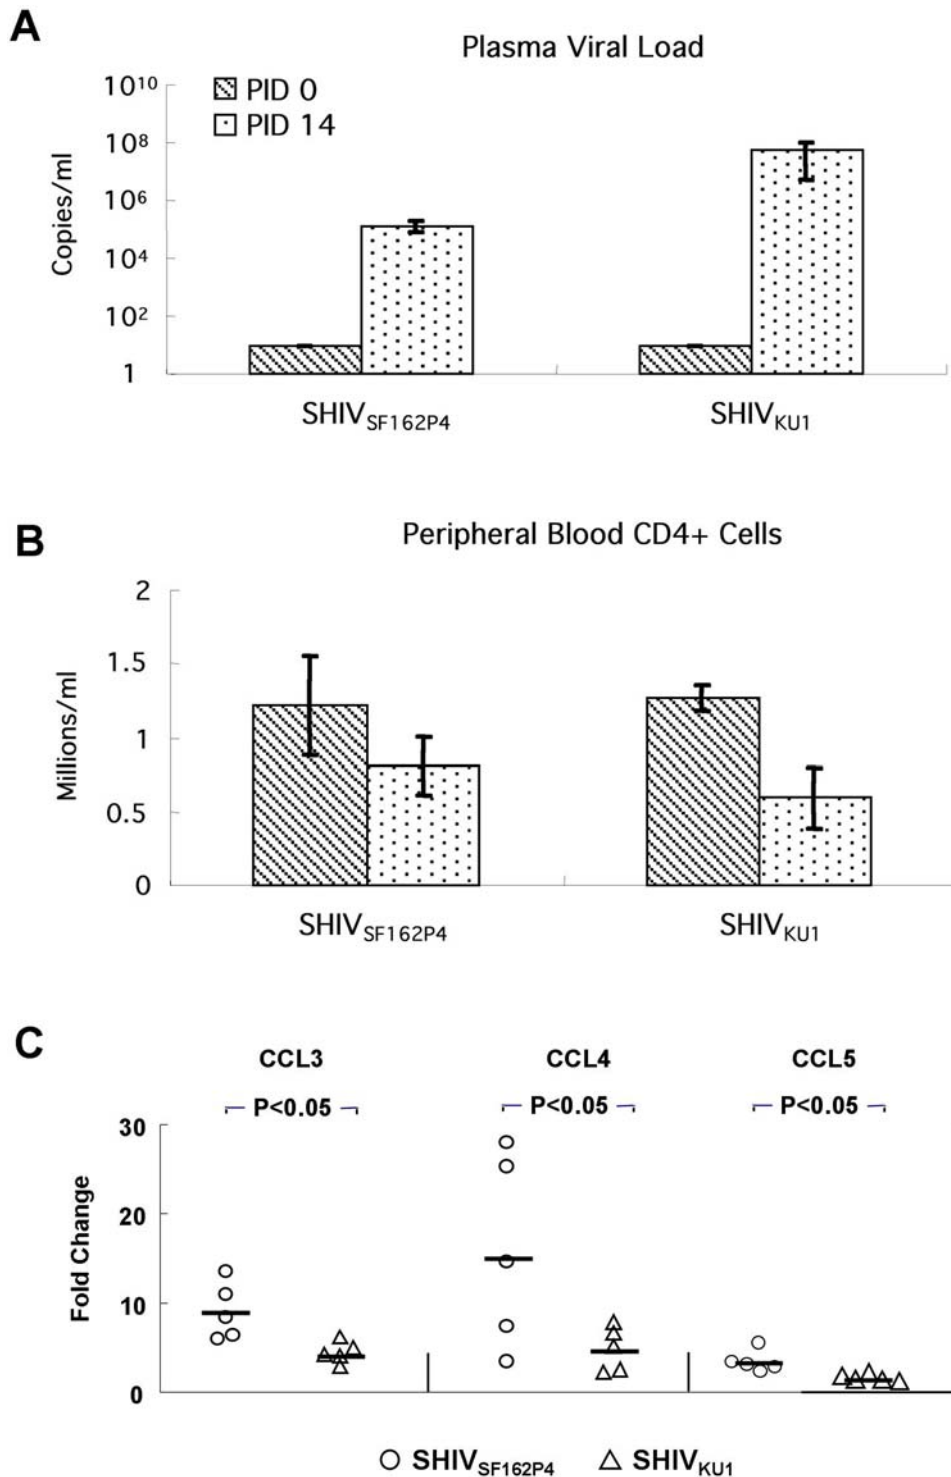 A
Plasma Viral Load
PID 0
PID 14
Copies/ml
10¹⁰
10⁸
10⁶
10⁴
10²
1
SHIV_SF162P4 SHIV_KU1
B
Peripheral Blood CD4+ Cells
Millions/ml
2
1.5
1
0.5
0
SHIV_SF162P4 SHIV_KU1
C
CCL3 CCL4 CCL5
P<0.05 P<0.05 P<0.05
Fold Change
30
20
10
0
SHIV_SF162P4 SHIV_KU1